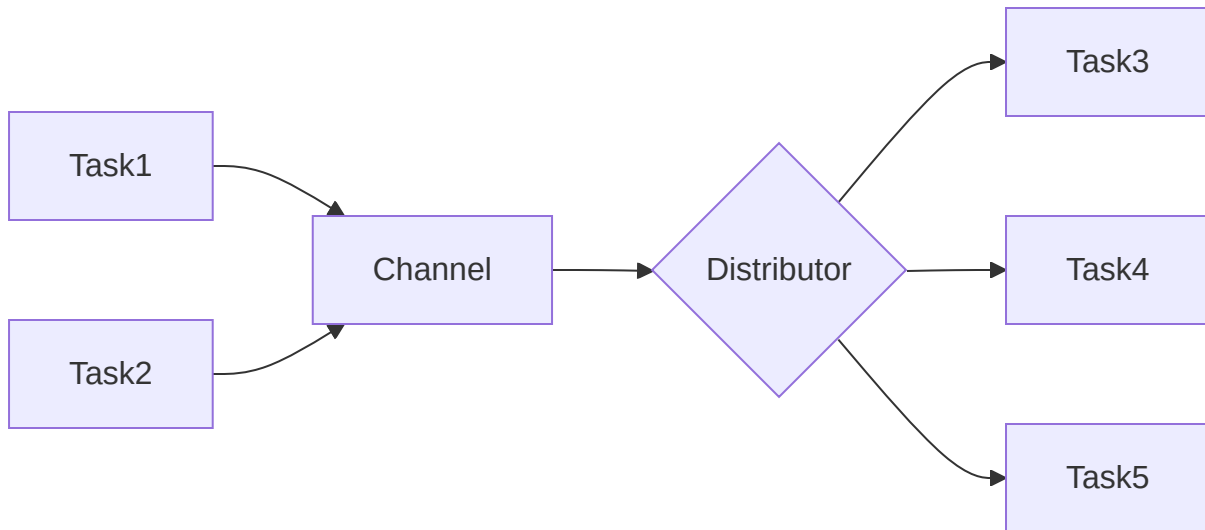 Task1
Task2
Channel
Distributor
Task3
Task4
Task5